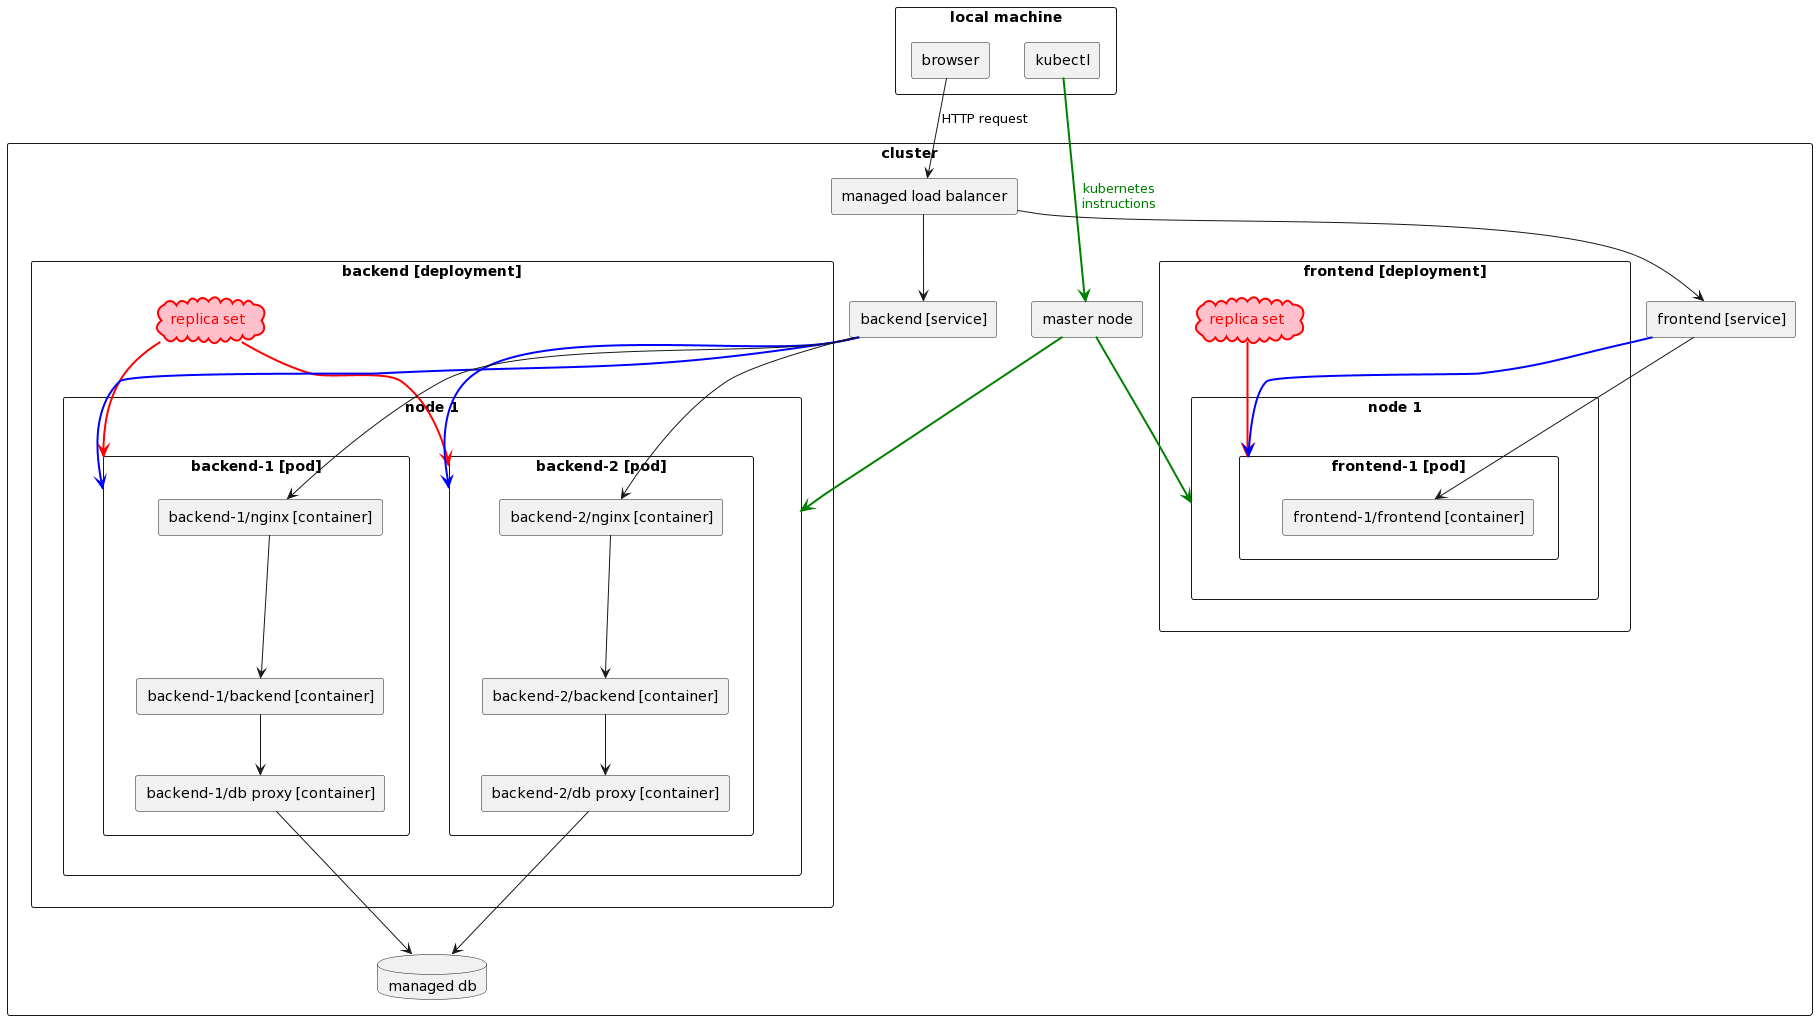 local machine
browser
kubectl
HTTP request
cluster
managed load balancer
kubernetes
instructions
backend [deployment]
frontend [deployment]
replica set
backend [service]
master node
replica set
frontend [service]
node 1
node 1
backend-1 [pod]
backend-2 [pod]
frontend-1 [pod]
backend-1/nginx [container]
backend-2/nginx [container]
frontend-1/frontend [container]
backend-1/backend [container]
backend-2/backend [container]
backend-1/db proxy [container]
backend-2/db proxy [container]
managed db